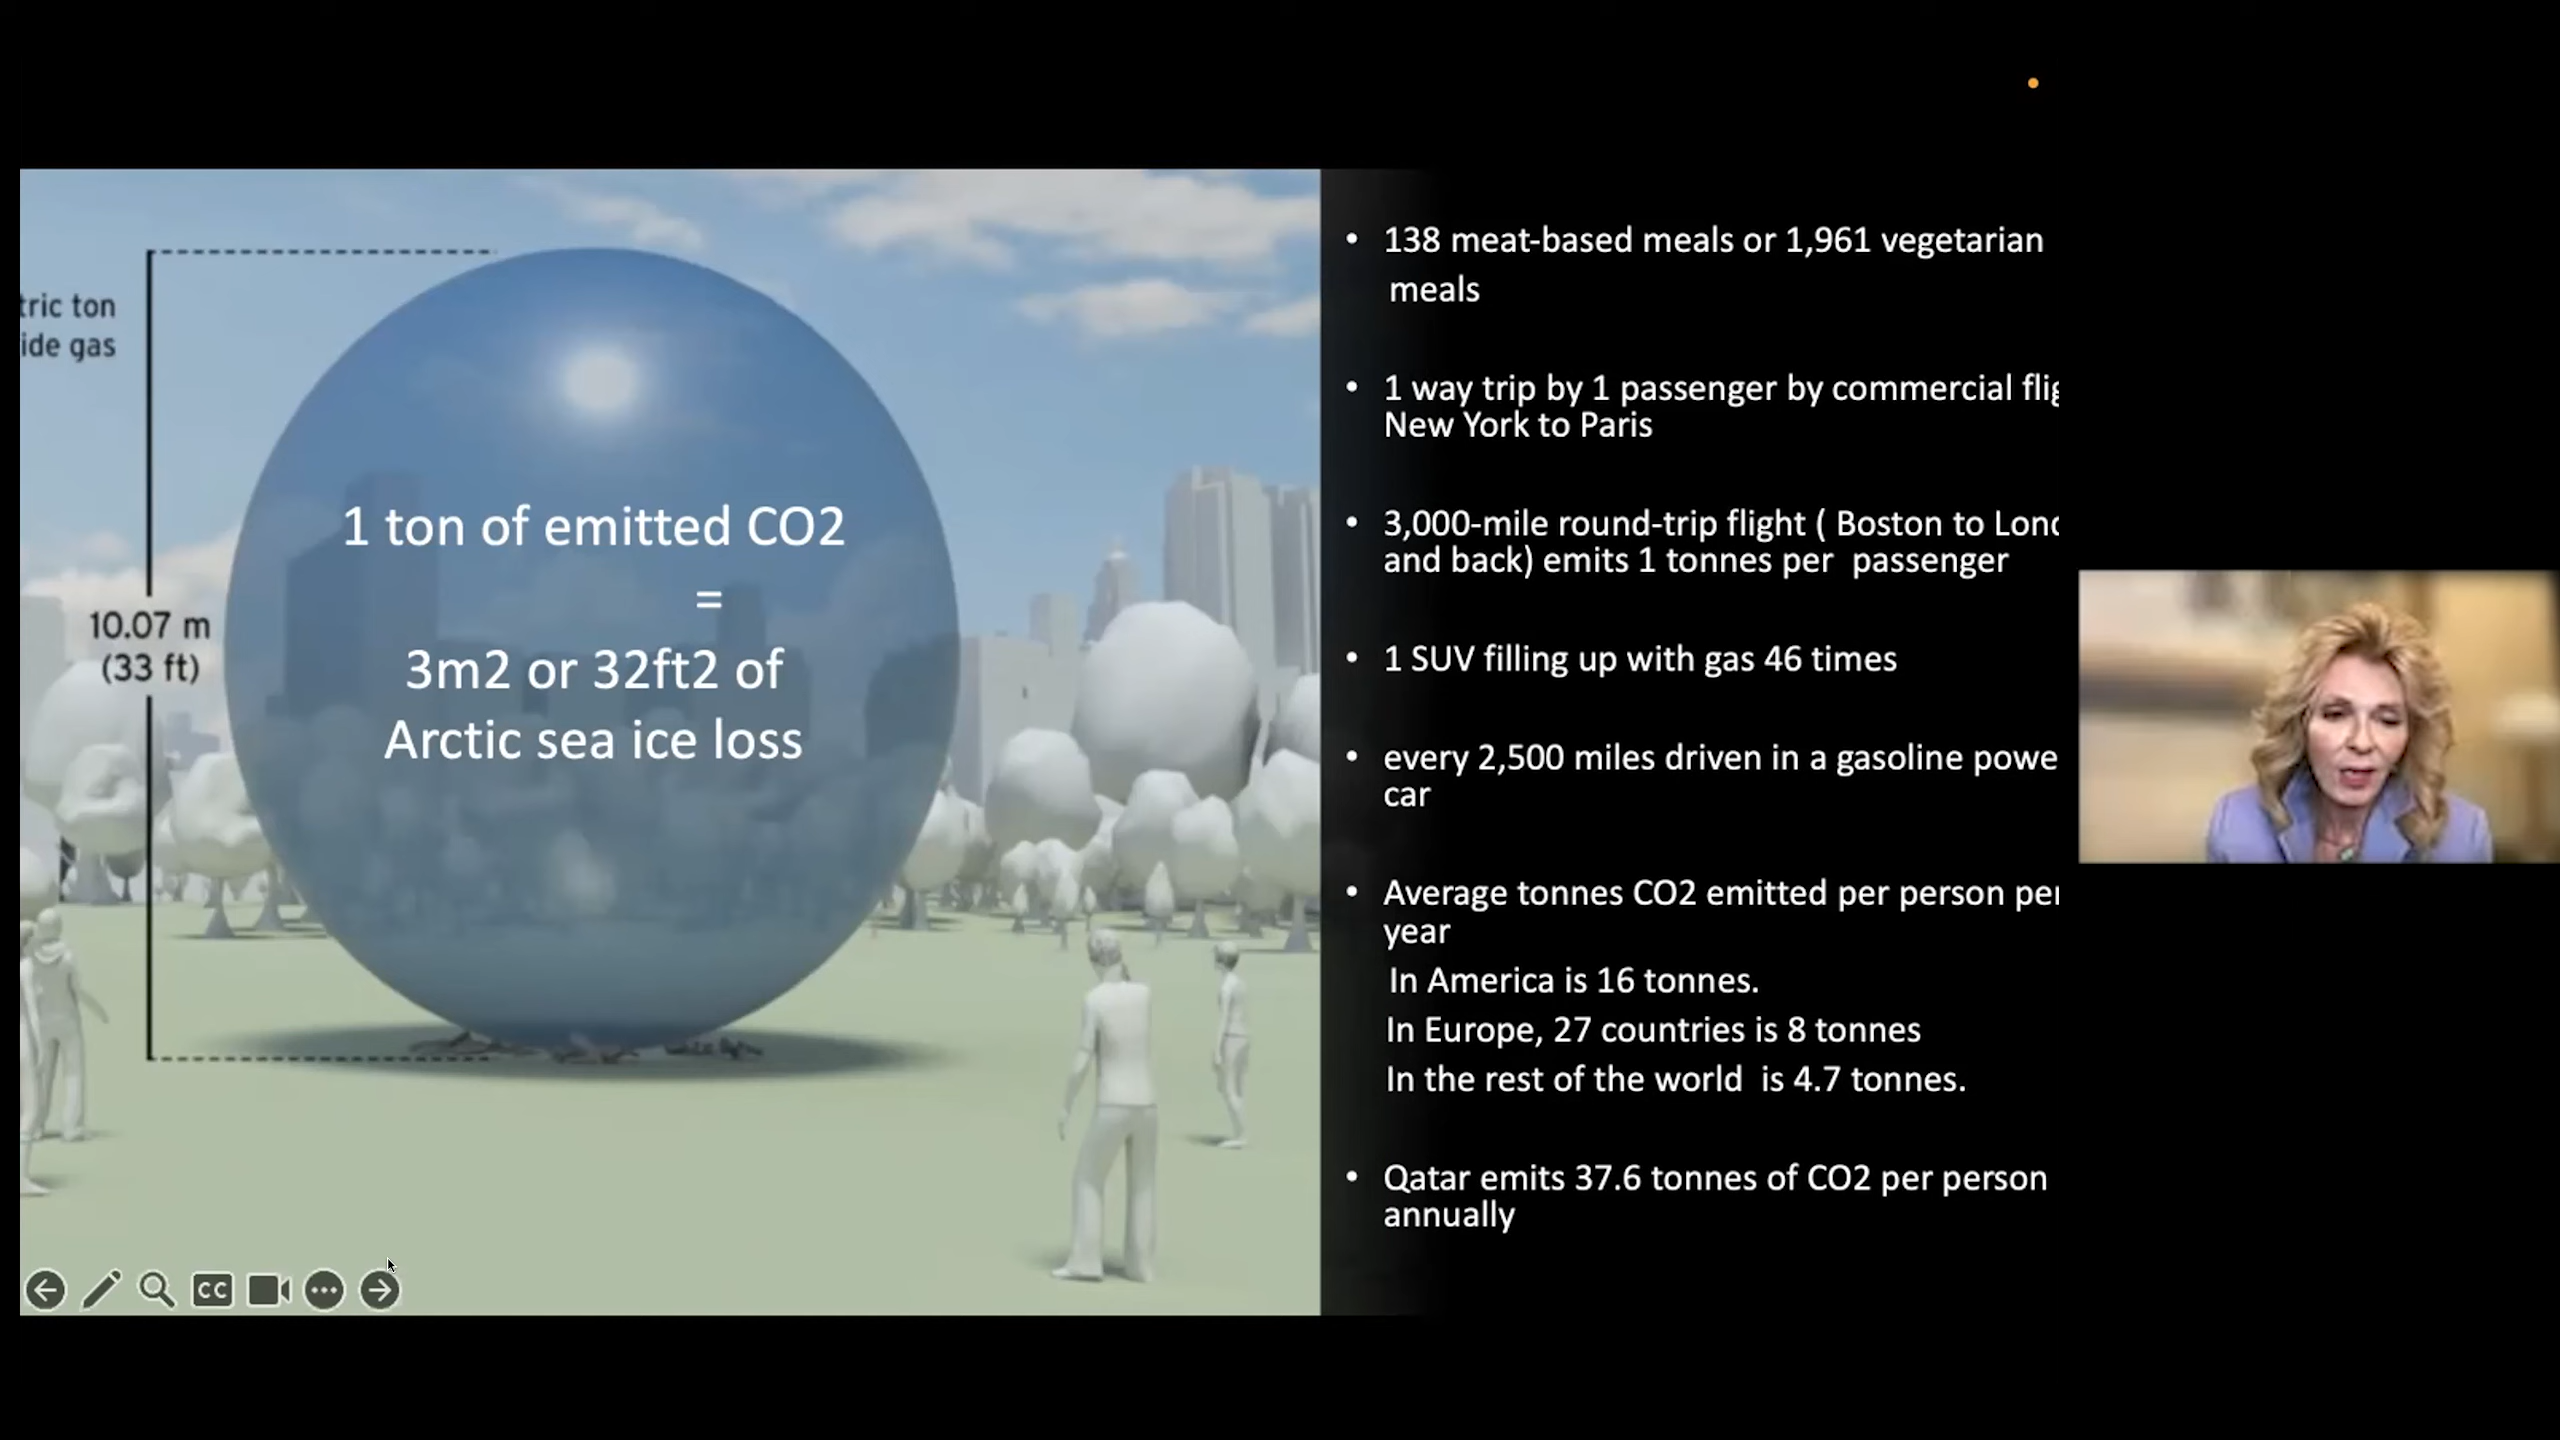 tric ton
ide gas
10.07 m
(33 ft)
1 ton of emitted CO2
=
3m2 or 32ft2 of
Arctic sea ice loss
• 138 meat-based meals or 1,961 vegetarian
meals
• 1 way trip by 1 passenger by commercial flig
New York to Paris
• 3,000-mile round-trip flight ( Boston to Lond
and back) emits 1 tonnes per  passenger
• 1 SUV filling up with gas 46 times
• every 2,500 miles driven in a gasoline powe
car
• Average tonnes CO2 emitted per person per
year
In America is 16 tonnes.
In Europe, 27 countries is 8 tonnes
In the rest of the world  is 4.7 tonnes.
• Qatar emits 37.6 tonnes of CO2 per person
annually
CC